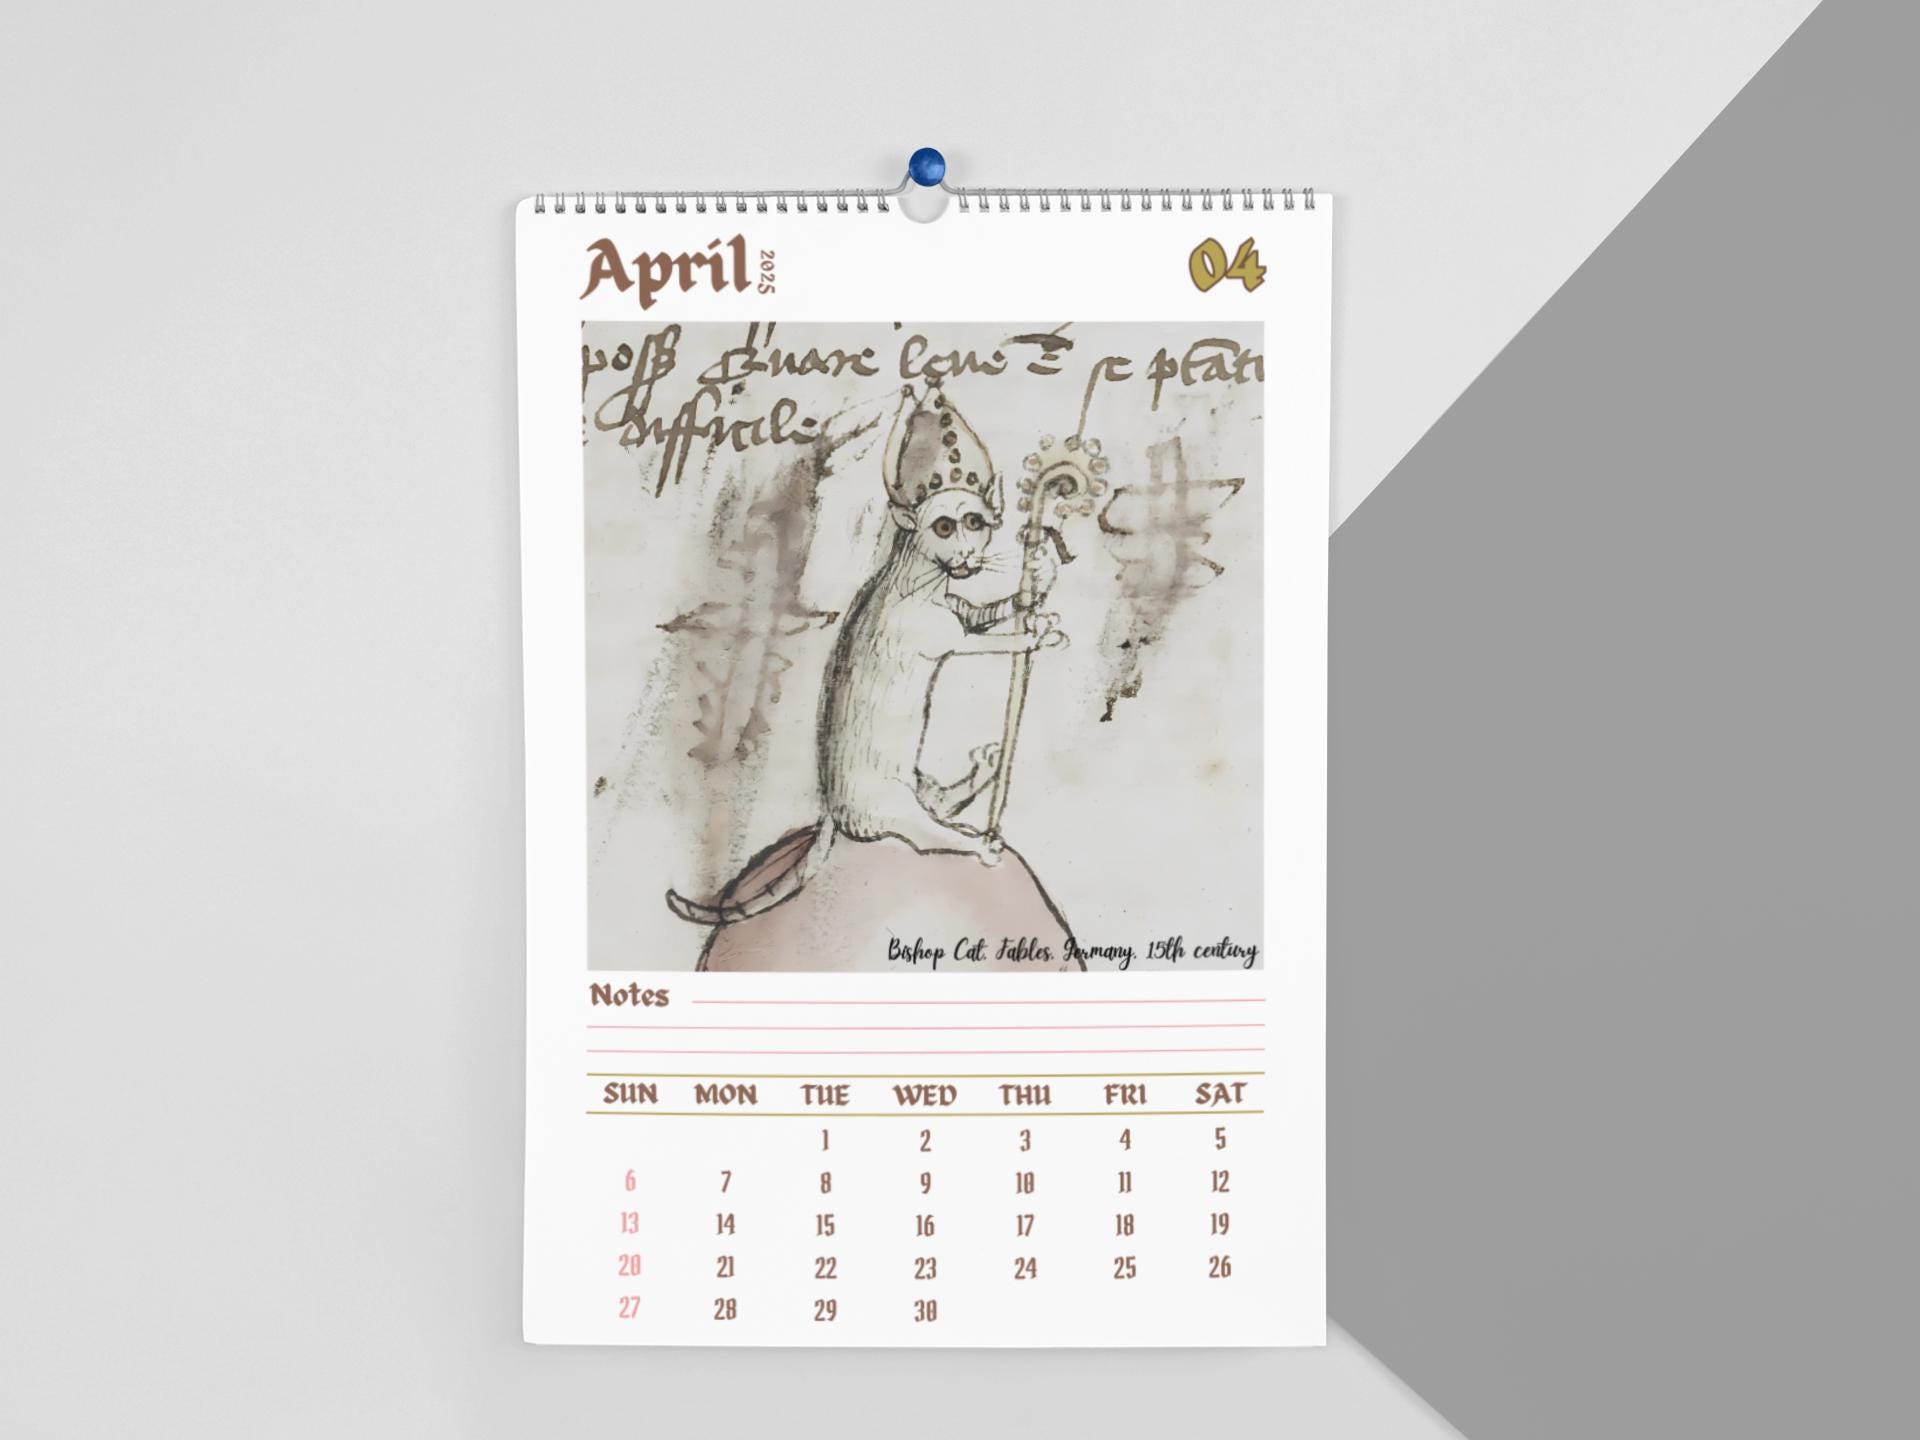 April 2025 04
leve
difficile
Bishop Cat. Fables. Germany. 15th century
Notes
SUN MON TUE WED THU FRI SAT
1 2 3 4 5
6 7 8 9 10 11 12
13 14 15 16 17 18 19
20 21 22 23 24 25 26
27 28 29 30